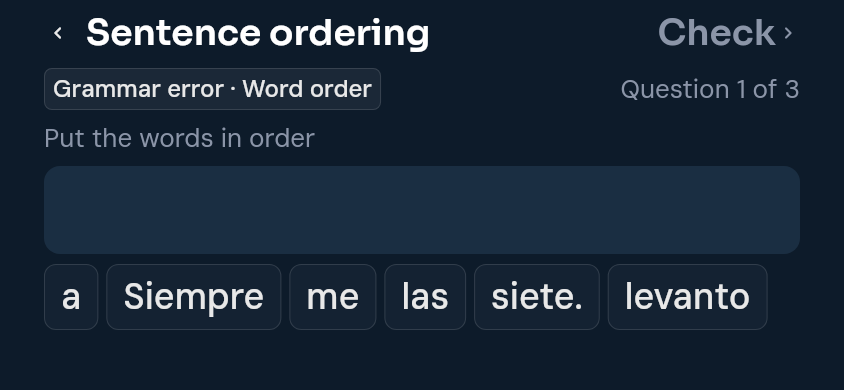 ‹ Sentence ordering Check ›
Grammar error · Word order Question 1 of 3
Put the words in order
a Siempre me las siete. levanto